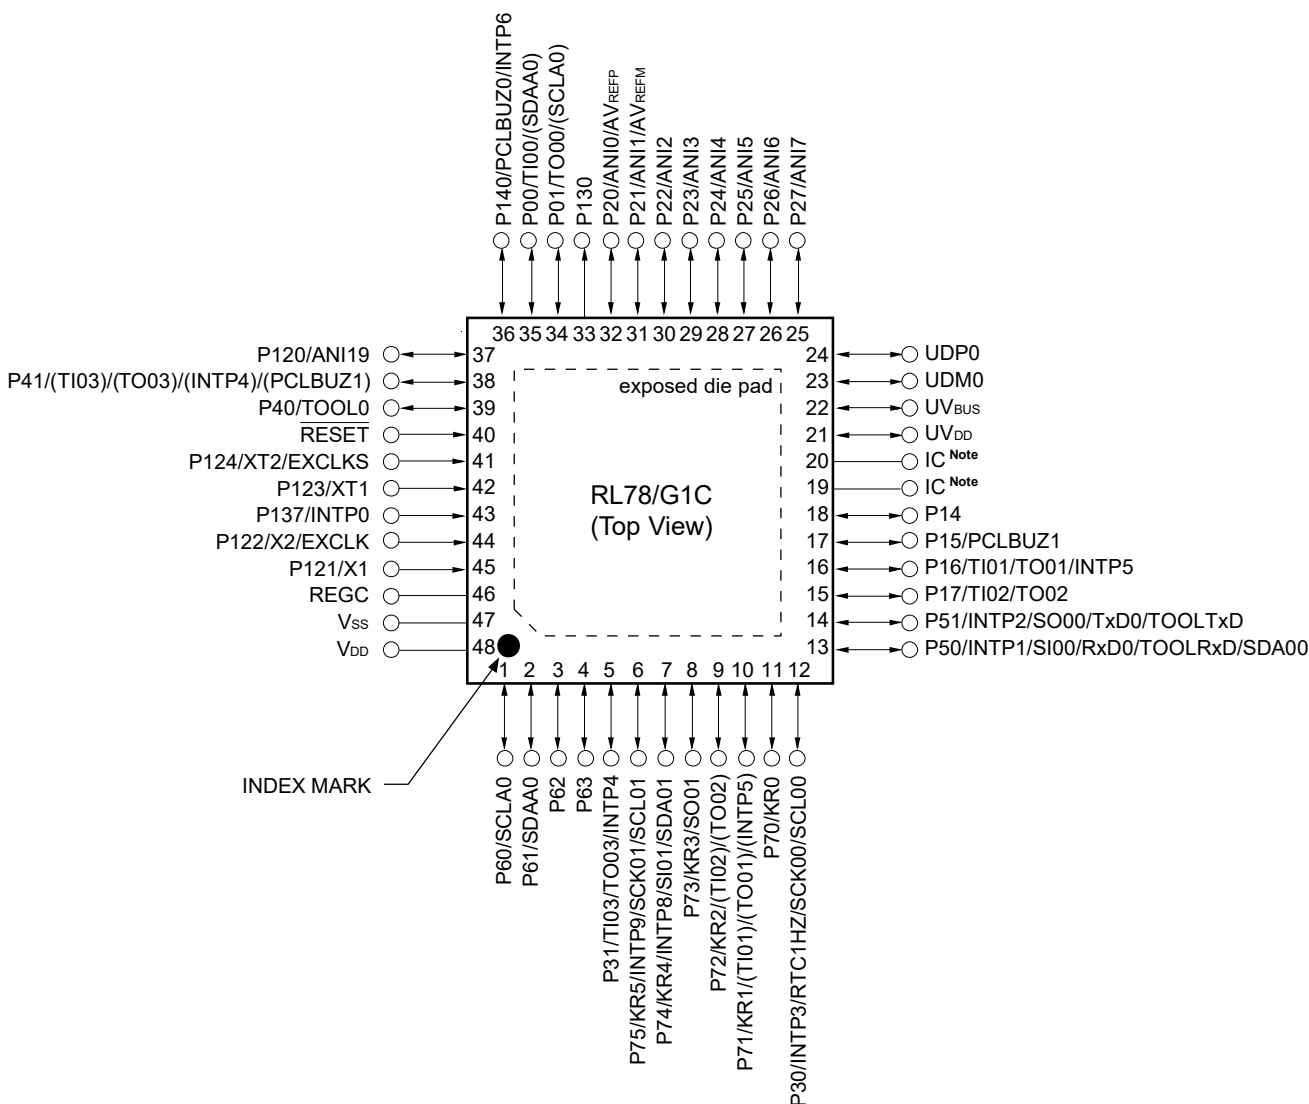 P140/PCLBUZ0/INTP6
P00/TI00/(SDAA0)
P01/TO00/(SCLA0)
P130
P20/ANI0/AVREFP
P21/ANI1/AVREFM
P22/ANI2
P23/ANI3
P24/ANI4
P25/ANI5
P26/ANI6
P27/ANI7
36 35 34 33 32 31 30 29 28 27 26 25
P120/ANI19 37
P41/(TI03)/(TO03)/(INTP4)/(PCLBUZ1) 38
P40/TOOL0 39
RESET 40
P124/XT2/EXCLKS 41
P123/XT1 42
P137/INTP0 43
P122/X2/EXCLK 44
P121/X1 45
REGC 46
VSS 47
VDD 48
exposed die pad
RL78/G1C
(Top View)
24 UDP0
23 UDM0
22 UVBUS
21 UVDD
20 IC Note
19 IC Note
18 P14
17 P15/PCLBUZ1
16 P16/TI01/TO01/INTP5
15 P17/TI02/TO02
14 P51/INTP2/SO00/TxD0/TOOLTxD
13 P50/INTP1/SI00/RxD0/TOOLRxD/SDA00
1 2 3 4 5 6 7 8 9 10 11 12
INDEX MARK
P60/SCLA0
P61/SDAA0
P62
P63
P31/TI03/TO03/INTP4
P75/KR5/INTP9/SCK01/SCL01
P74/KR4/INTP8/SI01/SDA01
P73/KR3/SO01
P72/KR2/(TI02)/(TO02)
P71/KR1/(TI01)/(TO01)/(INTP5)
P70/KR0
P30/INTP3/RTC1HZ/SCK00/SCL00